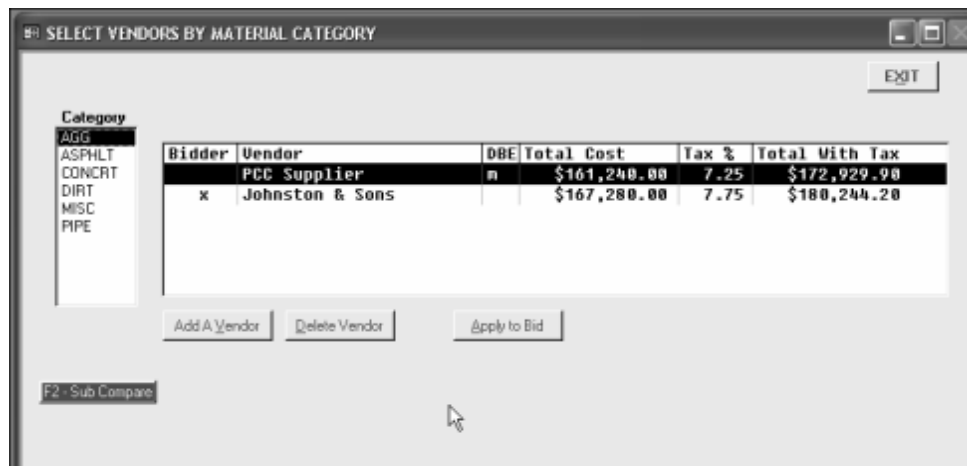 SELECT VENDORS BY MATERIAL CATEGORY
EXIT
Category
AGG
ASPHLT
CONCRT
DIRT
MISC
PIPE
Bidder Vendor DBE Total Cost Tax % Total With Tax
PCC Supplier m $161,240.00 7.25 $172,929.90
x Johnston & Sons $167,280.00 7.75 $180,244.20
Add A Vendor Delete Vendor Apply to Bid
F2 - Sub Compare